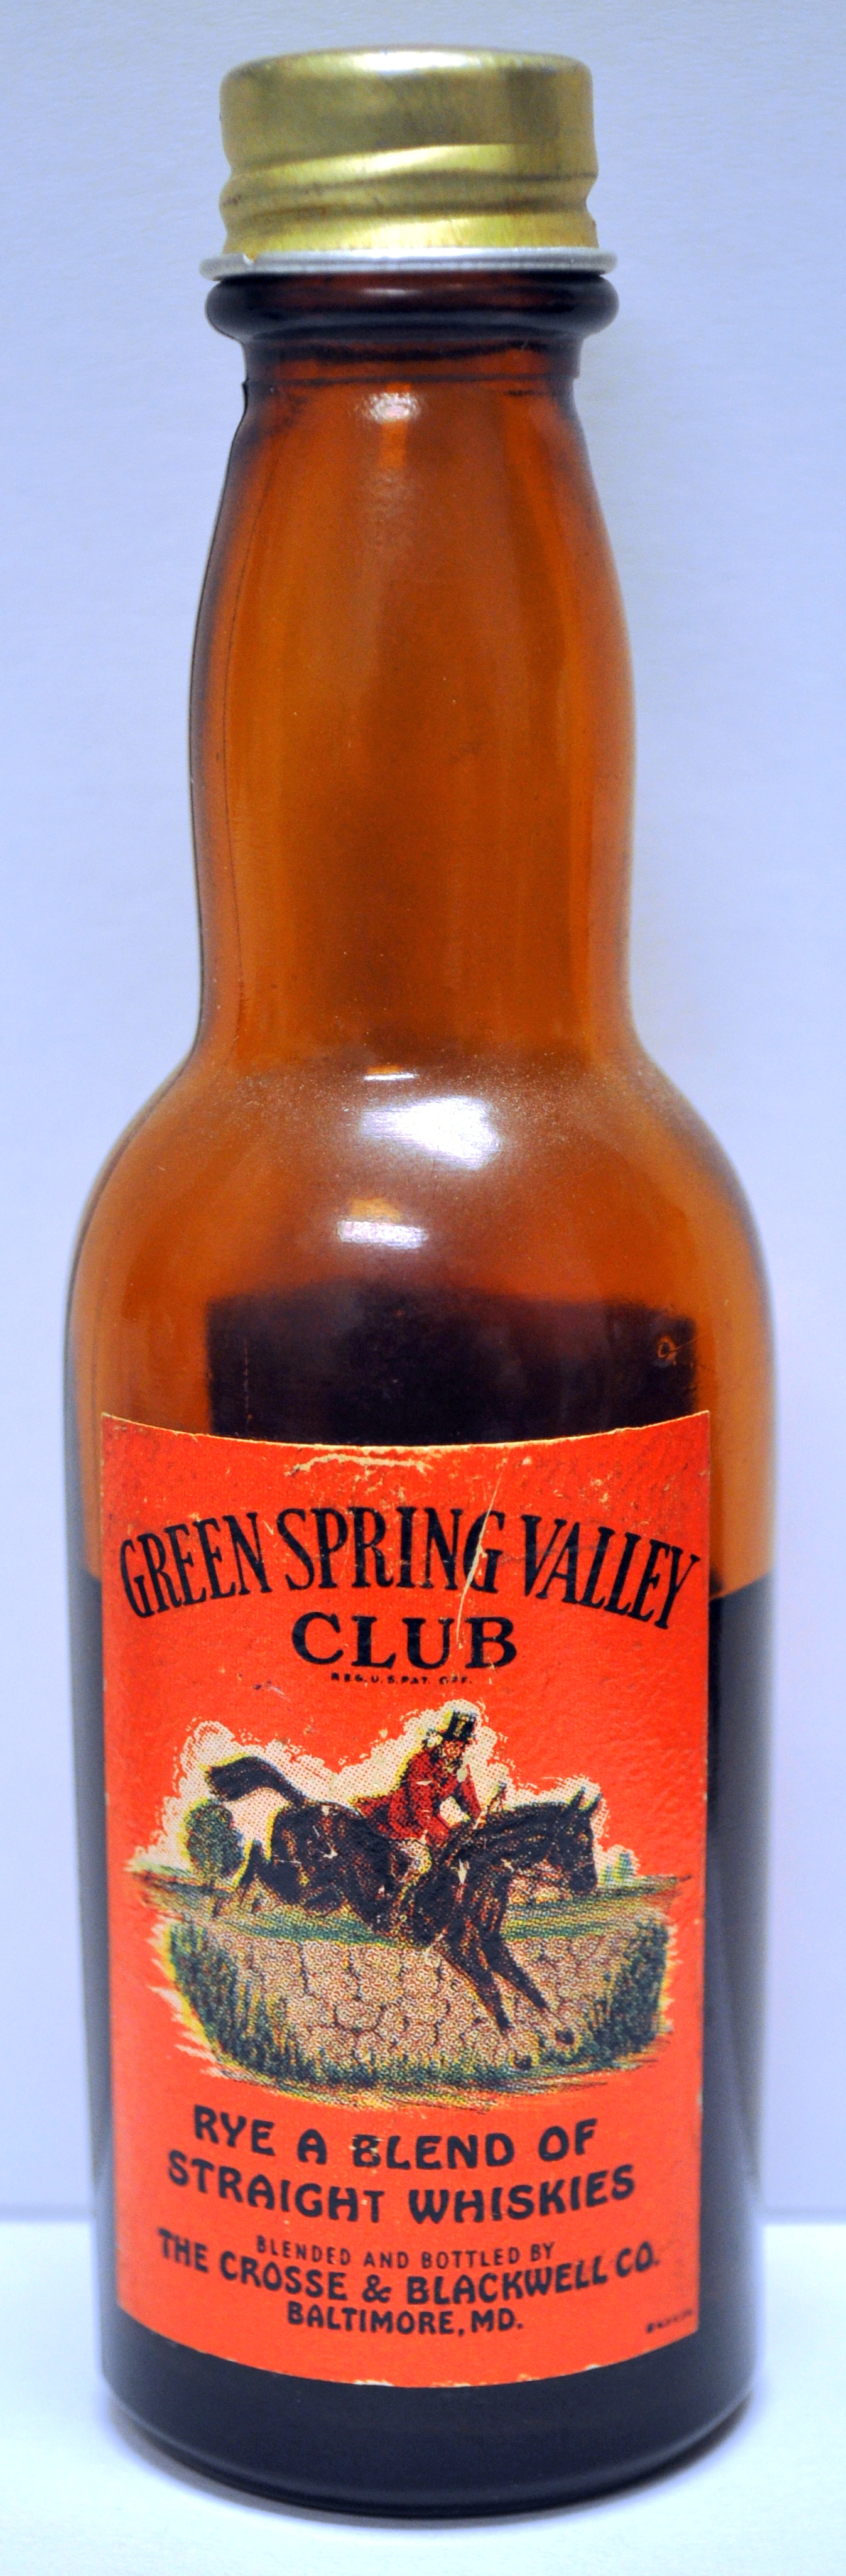 GREEN SPRING VALLEY
CLUB
REG. U. S. PAT. OFF.
RYE A BLEND OF
STRAIGHT WHISKIES
BLENDED AND BOTTLED BY
THE CROSSE & BLACKWELL CO.
BALTIMORE, MD.